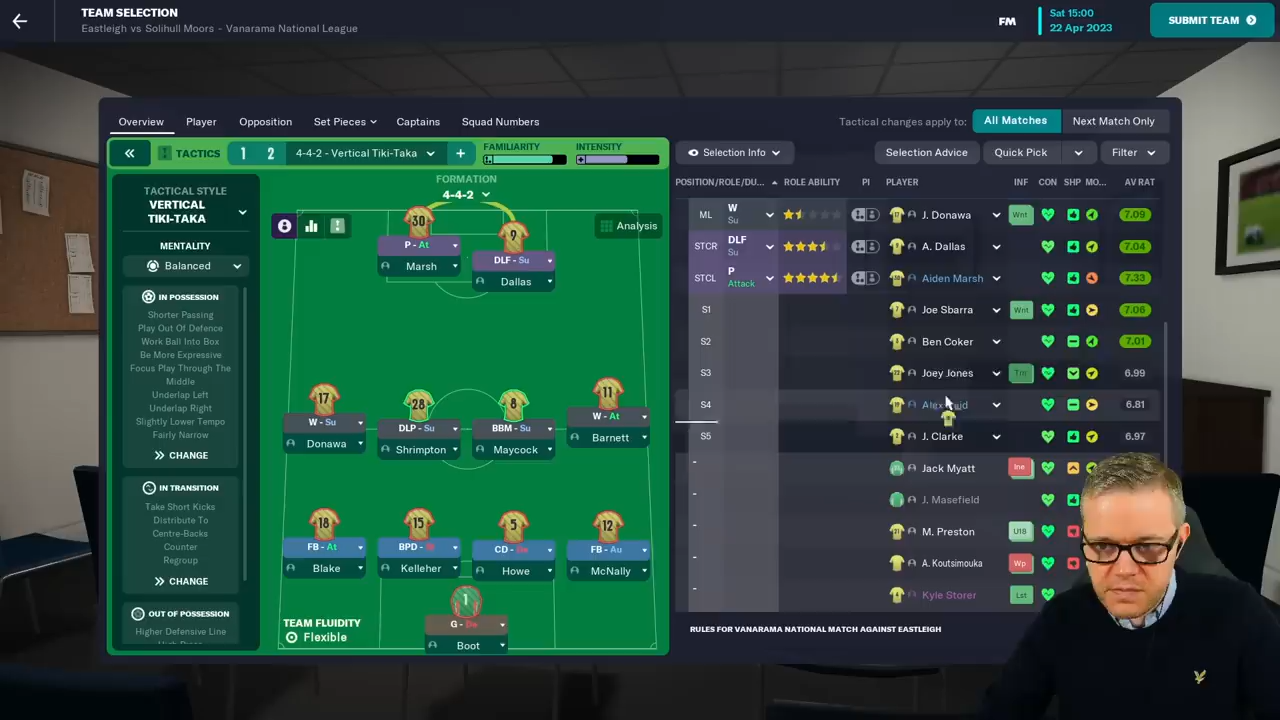 TEAM SELECTION
Eastleigh vs Solihull Moors - Vanarama National League
FM
Sat 15:00
22 Apr 2023
SUBMIT TEAM
Overview
Player
Opposition
Set Pieces
Captains
Squad Numbers
Tactical changes apply to:
All Matches
Next Match Only
TACTICS
1
2
4-4-2 - Vertical Tiki-Taka
FAMILIARITY
INTENSITY
Selection Info
Selection Advice
Quick Pick
Filter
TACTICAL STYLE
VERTICAL
TIKI-TAKA
MENTALITY
Balanced
IN POSSESSION
Shorter Passing
Play Out Of Defence
Work Ball Into Box
Be More Expressive
Focus Play Through The
Middle
Underlap Left
Underlap Right
Slightly Lower Tempo
Fairly Narrow
CHANGE
IN TRANSITION
Take Short Kicks
Distribute To
Centre-Backs
Counter
Regroup
CHANGE
OUT OF POSSESSION
Higher Defensive Line
FORMATION
4-4-2
Analysis
30
P - At
Marsh
9
DLF - Su
Dallas
17
W - Su
Donawa
28
DLP - Su
Shrimpton
8
BBM - Su
Maycock
11
W - At
Barnett
18
FB - At
Blake
15
BPD - De
Kelleher
5
CD - De
Howe
12
FB - Au
McNally
1
G - De
Boot
TEAM FLUIDITY
Flexible
POSITION/ROLE/DU...
ROLE ABILITY
PI
PLAYER
INF
CON
SHP
MO...
AV RAT
ML W Su J. Donawa Wnt 7.09
STCR DLF Su A. Dallas 7.04
STCL P Attack Aiden Marsh 7.33
S1 Joe Sbarra Wnt 7.06
S2 Ben Coker 7.01
S3 Joey Jones Trn 6.99
S4 6.81
S5 J. Clarke 6.97
- Jack Myatt Ine
- J. Masefield
- M. Preston U18
- A. Koutsimouka Wp
- Kyle Storer Lst
RULES FOR VANARAMA NATIONAL MATCH AGAINST EASTLEIGH